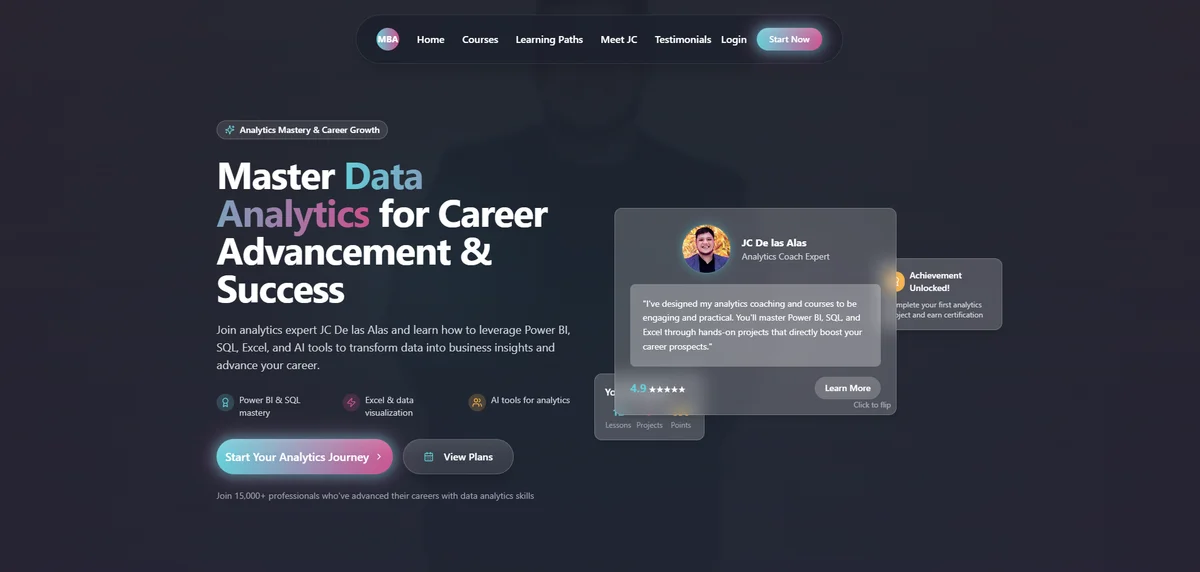 MBA
Home
Courses
Learning Paths
Meet JC
Testimonials
Login
Start Now
Analytics Mastery & Career Growth
Master Data
Analytics for Career
Advancement &
Success
Join analytics expert JC De las Alas and learn how to leverage Power BI,
SQL, Excel, and AI tools to transform data into business insights and
advance your career.
Power BI & SQL
mastery
Excel & data
visualization
AI tools for analytics
Start Your Analytics Journey
View Plans
Join 15,000+ professionals who've advanced their careers with data analytics skills
JC De las Alas
Analytics Coach Expert
"I've designed my analytics coaching and courses to be
engaging and practical. You'll master Power BI, SQL, and
Excel through hands-on projects that directly boost your
career prospects."
4.9 ★★★★★
Learn More
Click to flip
Achievement
Unlocked!
your first analytics
and earn certification
Lessons
Projects
Points